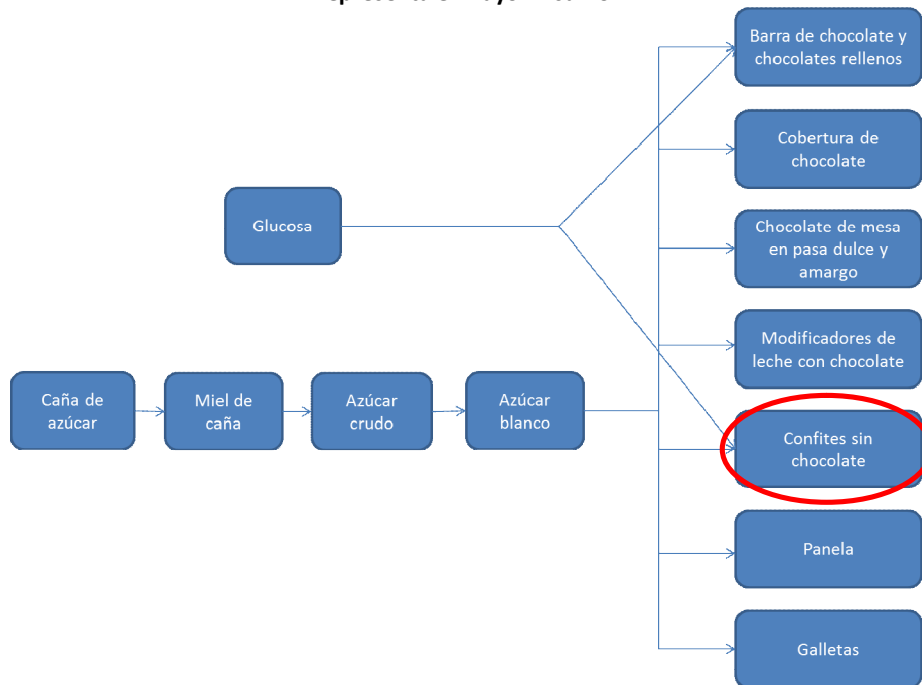 Barra de chocolate y
chocolates rellenos
Cobertura de
chocolate
Glucosa
Chocolate de mesa
en pasa dulce y
amargo
Modificadores de
leche con chocolate
Caña de
azúcar
Miel de
caña
Azúcar
crudo
Azúcar
blanco
Confites sin
chocolate
Panela
Galletas